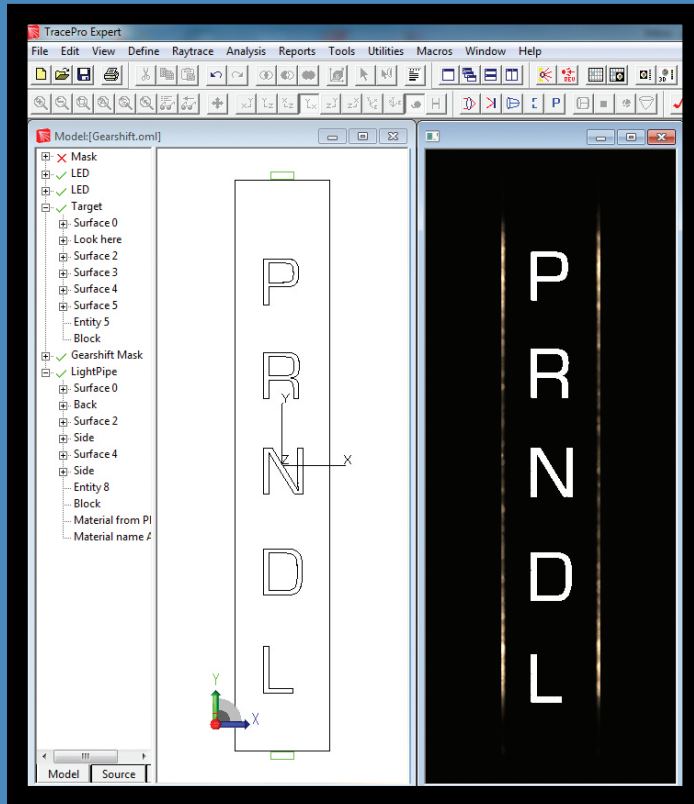 TracePro Expert
File Edit View Define Raytrace Analysis Reports Tools Utilities Macros Window Help
Model:[Gearshift.oml]
Mask
LED
LED
Target
Surface 0
Look here
Surface 2
Surface 3
Surface 4
Surface 5
Entity 5
Block
Gearshift Mask
LightPipe
Surface 0
Back
Surface 2
Side
Surface 4
Side
Entity 8
Block
Material from Pl
Material name A
Model Source
P
R
Y
N
Z X
D
L
Y
X
P
R
N
D
L